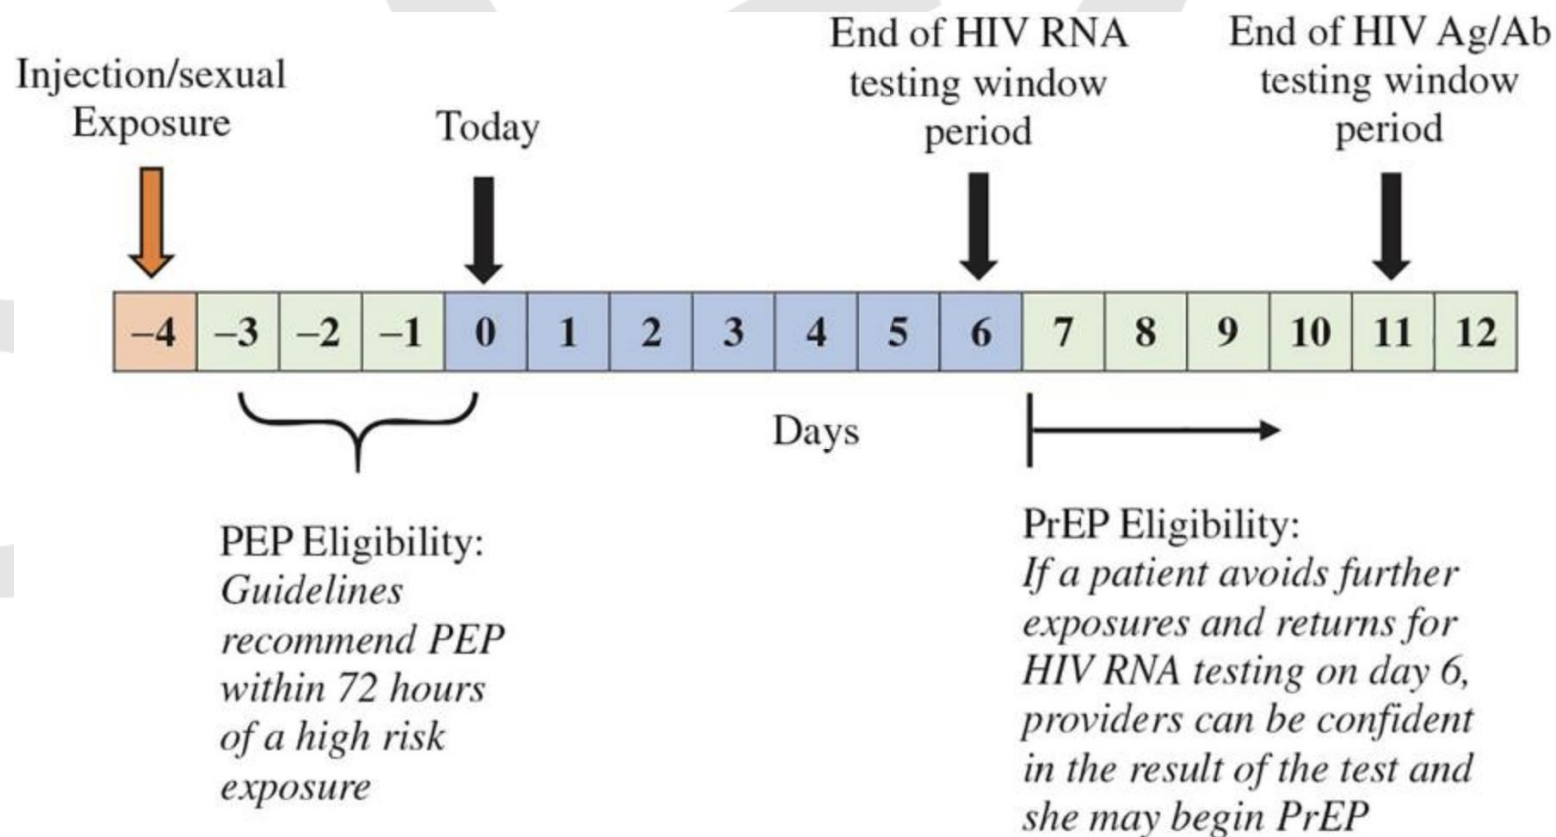 Injection/sexual
Exposure
Today
End of HIV RNA
testing window
period
End of HIV Ag/Ab
testing window
period
–4 –3 –2 –1 0 1 2 3 4 5 6 7 8 9 10 11 12
Days
PEP Eligibility:
Guidelines
recommend PEP
within 72 hours
of a high risk
exposure
PrEP Eligibility:
If a patient avoids further
exposures and returns for
HIV RNA testing on day 6,
providers can be confident
in the result of the test and
she may begin PrEP